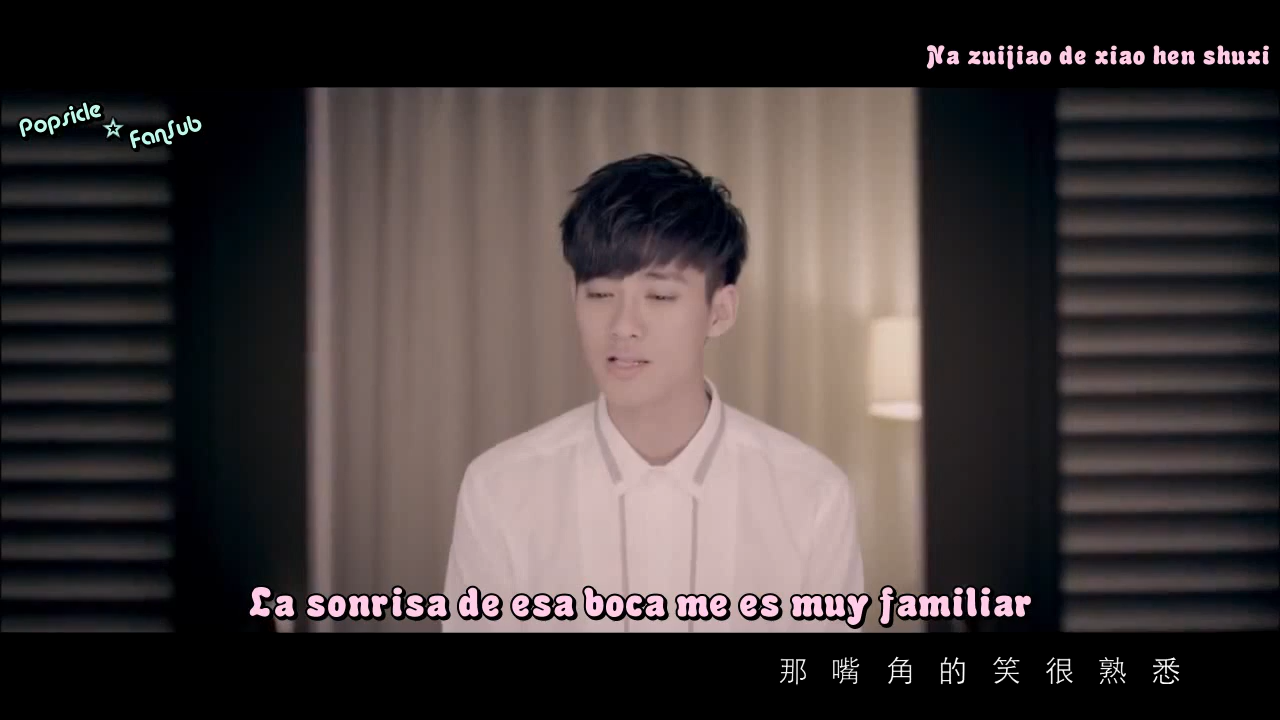 Na zuijiao de xiao hen shuxi
Popsicle ☆ FanSub
La sonrisa de esa boca me es muy familiar
那嘴角的笑很熟悉